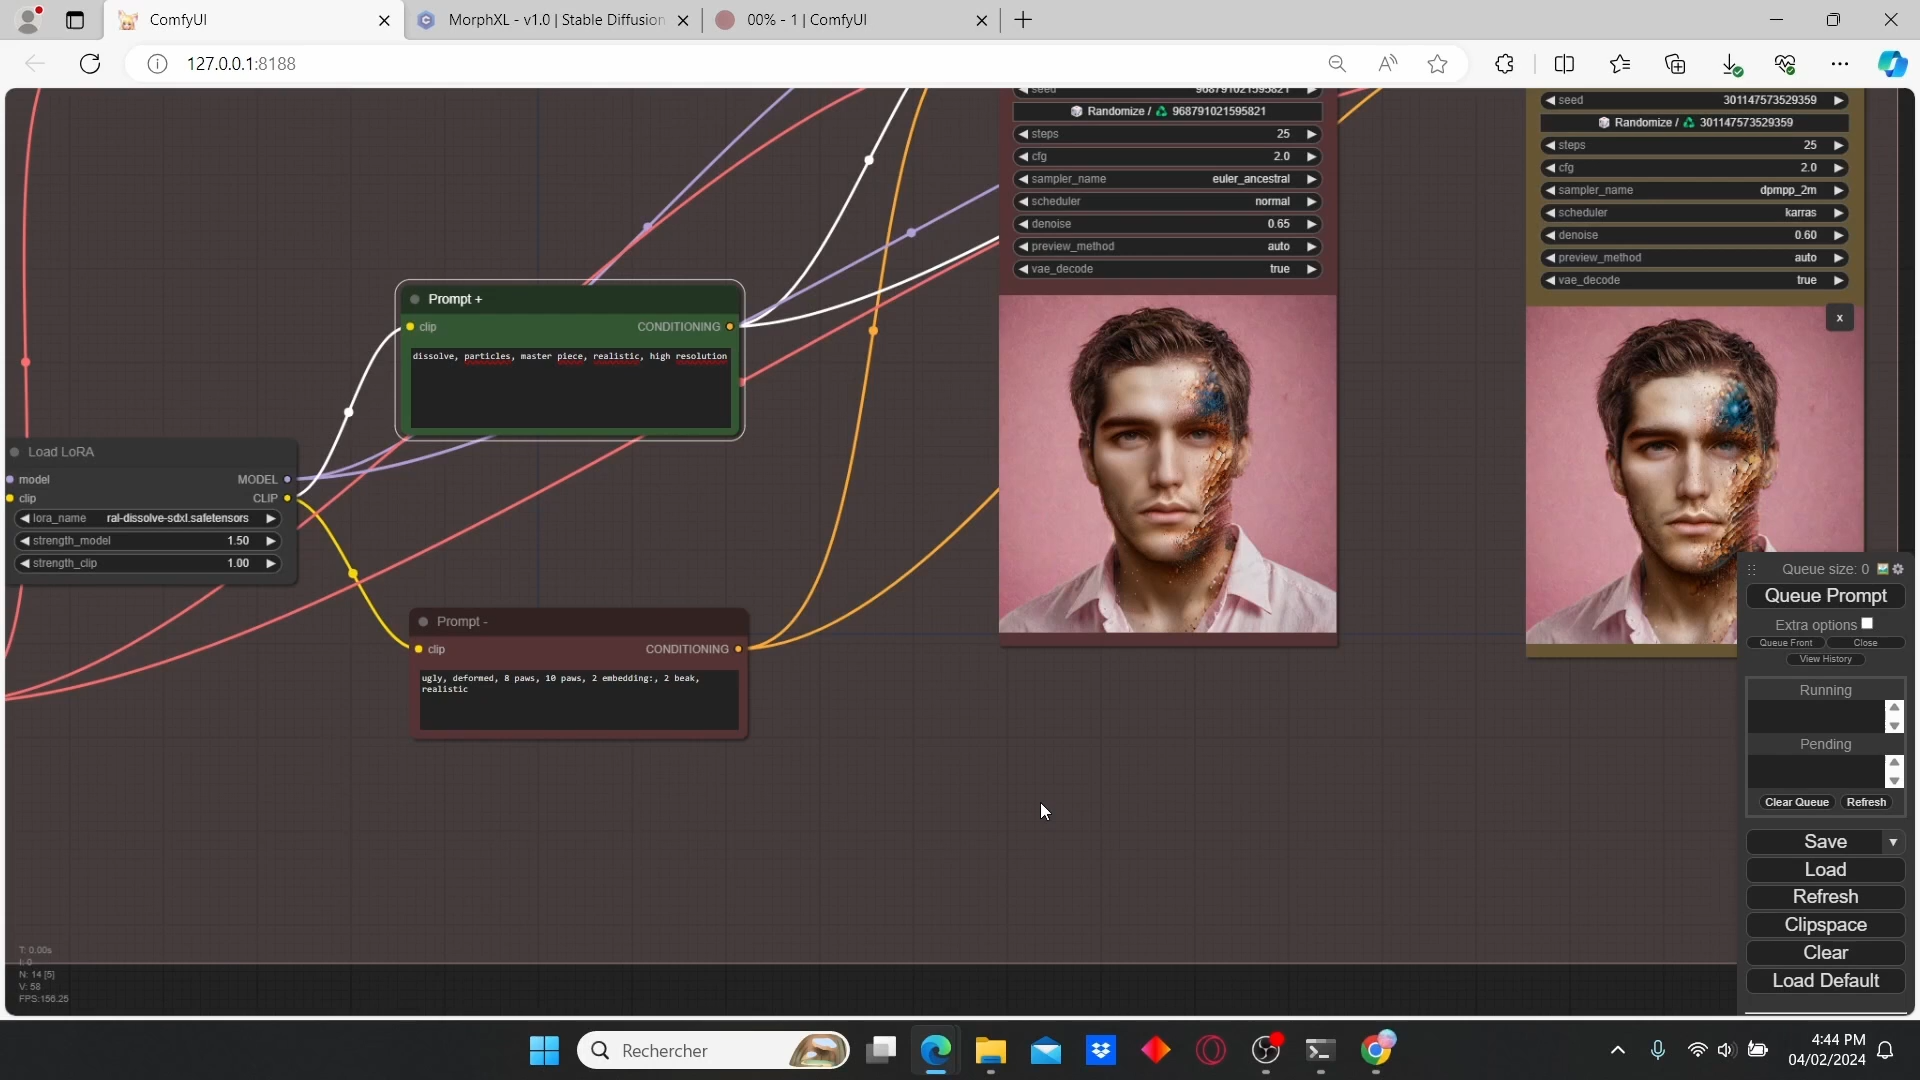 ComfyUI
MorphXL - v1.0 | Stable Diffusion
00% - 1 | ComfyUI
127.0.0.1:8188
seed 968791021595821
Randomize / 968791021595821
steps 25
cfg 2.0
sampler_name euler_ancestral
scheduler normal
denoise 0.65
preview_method auto
vae_decode true
seed 301147573529359
Randomize / 301147573529359
steps 25
cfg 2.0
sampler_name dpmpp_2m
scheduler karras
denoise 0.60
preview_method auto
vae_decode true
x
Prompt +
clip CONDITIONING
dissolve, particles, master piece, realistic, high resolution
Load LoRA
model MODEL
clip CLIP
lora_name ral-dissolve-sdxl.safetensors
strength_model 1.50
strength_clip 1.00
Prompt -
clip CONDITIONING
ugly, deformed, 8 paws, 10 paws, 2 embedding:, 2 beak,
realistic
Queue size: 0
Queue Prompt
Extra options
Queue Front Close
View History
Running
Pending
Clear Queue Refresh
Save
Load
Refresh
Clipspace
Clear
Load Default
T: 0.00s
I: 0
N: 14 [5]
V: 58
FPS:156.25
Rechercher
4:44 PM
04/02/2024